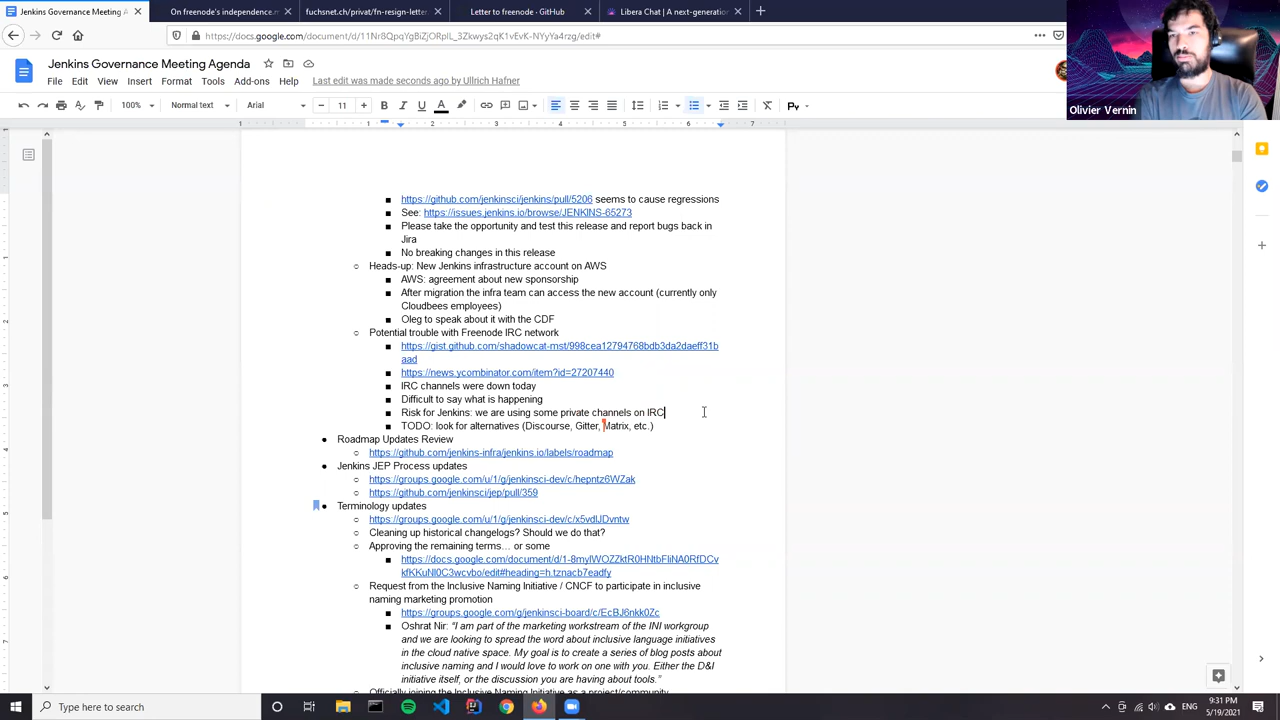 Jenkins Governance Meeting A
On freenode's independence.m
fuchsnet.ch/privat/fn-resign-letter.
Letter to freenode · GitHub
Libera Chat | A next-generation
https://docs.google.com/document/d/11Nr8QpqYgBiZjORplL_3Zkwys2qK1vEvK-NYyYa4rzg/edit#
Jenkins Governance Meeting Agenda
File Edit View Insert Format Tools Add-ons Help Last edit was made seconds ago by Ullrich Hafner
100% Normal text Arial 11
Olivier Vernin
https://github.com/jenkinsci/jenkins/pull/5206 seems to cause regressions
See: https://issues.jenkins.io/browse/JENKINS-65273
Please take the opportunity and test this release and report bugs back in
Jira
No breaking changes in this release
Heads-up: New Jenkins infrastructure account on AWS
AWS: agreement about new sponsorship
After migration the infra team can access the new account (currently only
Cloudbees employees)
Oleg to speak about it with the CDF
Potential trouble with Freenode IRC network
https://gist.github.com/shadowcat-mst/998cea12794768bdb3da2daeff31b
aad
https://news.ycombinator.com/item?id=27207440
IRC channels were down today
Difficult to say what is happening
Risk for Jenkins: we are using some private channels on IRC
TODO: look for alternatives (Discourse, Gitter, Matrix, etc.)
Roadmap Updates Review
https://github.com/jenkins-infra/jenkins.io/labels/roadmap
Jenkins JEP Process updates
https://groups.google.com/u/1/g/jenkinsci-dev/c/hepntz6WZak
https://github.com/jenkinsci/jep/pull/359
Terminology updates
https://groups.google.com/u/1/g/jenkinsci-dev/c/x5vdlJDvntw
Cleaning up historical changelogs? Should we do that?
Approving the remaining terms… or some
https://docs.google.com/document/d/1-8myIWOZZktR0HNtbFIiNA0RfDCv
kfKKuNl0C3wcvbo/edit#heading=h.tznacb7eadfy
Request from the Inclusive Naming Initiative / CNCF to participate in inclusive
naming marketing promotion
https://groups.google.com/g/jenkinsci-board/c/EcBJ6nkk0Zc
Oshrat Nir: “I am part of the marketing workstream of the INI workgroup
and we are looking to spread the word about inclusive language initiatives
in the cloud native space. My goal is to create a series of blog posts about
inclusive naming and I would love to work on one with you. Either the D&I
initiative itself, or the discussion you are having about tools.”
Officially joining the Inclusive Naming Initiative as a project/community
Type here to search
ENG
9:31 PM
5/19/2021